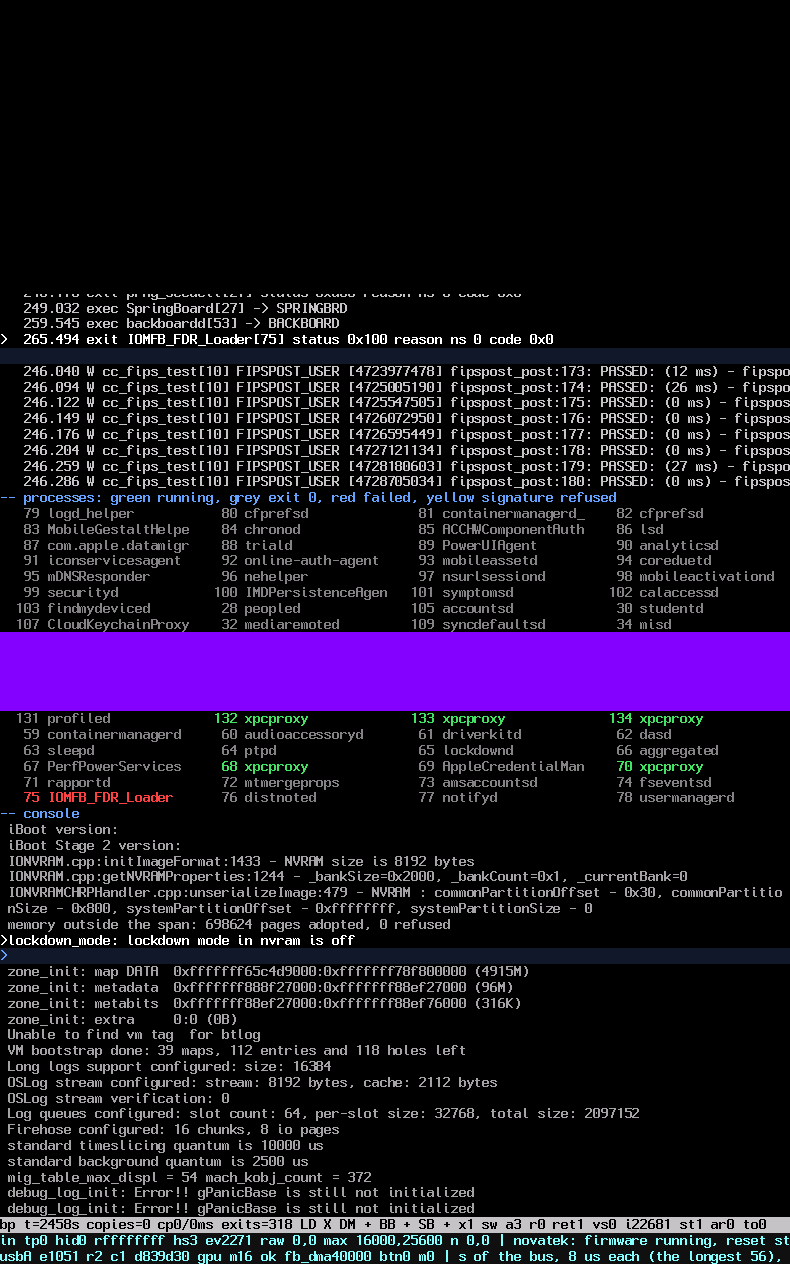 249.032 exec SpringBoard[27] -> SPRINGBRD
259.545 exec backboardd[53] -> BACKBOARD
> 265.494 exit IOMFB_FDR_Loader[75] status 0x100 reason ns 0 code 0x0
246.040 W cc_fips_test[10] FIPSPOST_USER [4723977478] fipspost_post:173: PASSED: (12 ms) - fipspo
246.094 W cc_fips_test[10] FIPSPOST_USER [4725005190] fipspost_post:174: PASSED: (26 ms) - fipspo
246.122 W cc_fips_test[10] FIPSPOST_USER [4725547505] fipspost_post:175: PASSED: (0 ms) - fipspos
246.149 W cc_fips_test[10] FIPSPOST_USER [4726072950] fipspost_post:176: PASSED: (0 ms) - fipspos
246.176 W cc_fips_test[10] FIPSPOST_USER [4726595449] fipspost_post:177: PASSED: (0 ms) - fipspos
246.204 W cc_fips_test[10] FIPSPOST_USER [4727121134] fipspost_post:178: PASSED: (0 ms) - fipspos
246.259 W cc_fips_test[10] FIPSPOST_USER [4728180603] fipspost_post:179: PASSED: (27 ms) - fipspo
246.286 W cc_fips_test[10] FIPSPOST_USER [4728705034] fipspost_post:180: PASSED: (0 ms) - fipspos
-- processes: green running, grey exit 0, red failed, yellow signature refused
79 logd_helper 80 cfprefsd 81 containermanagerd_ 82 cfprefsd
83 MobileGestaltHelpe 84 chronod 85 ACCHWComponentAuth 86 lsd
87 com.apple.datamigr 88 triald 89 PowerUIAgent 90 analyticsd
91 iconservicesagent 92 online-auth-agent 93 mobileassetd 94 coreduetd
95 mDNSResponder 96 nehelper 97 nsurlsessiond 98 mobileactivationd
99 securityd 100 IMDPersistenceAgen 101 symptomsd 102 calaccessd
103 findmydeviced 28 peopled 105 accountsd 30 studentd
107 CloudKeychainProxy 32 mediaremoted 109 syncdefaultsd 34 misd
131 profiled 132 xpcproxy 133 xpcproxy 134 xpcproxy
59 containermanagerd 60 audioaccessoryd 61 driverkitd 62 dasd
63 sleepd 64 ptpd 65 lockdownd 66 aggregated
67 PerfPowerServices 68 xpcproxy 69 AppleCredentialMan 70 xpcproxy
71 rapportd 72 mtmergeprops 73 amsaccountsd 74 fseventsd
75 IOMFB_FDR_Loader 76 distnoted 77 notifyd 78 usermanagerd
-- console
iBoot version:
iBoot Stage 2 version:
IONVRAM.cpp:initImageFormat:1433 - NVRAM size is 8192 bytes
IONVRAM.cpp:getNVRAMProperties:1244 - _bankSize=0x2000, _bankCount=0x1, _currentBank=0
IONVRAMCHRPHandler.cpp:unserializeImage:479 - NVRAM : commonPartitionOffset - 0x30, commonPartitio
nSize - 0x800, systemPartitionOffset - 0xffffffff, systemPartitionSize - 0
memory outside the span: 698624 pages adopted, 0 refused
>lockdown_mode: lockdown mode in nvram is off
>
zone_init: map DATA 0xfffffff65c4d9000:0xfffffff78f800000 (4915M)
zone_init: metadata 0xfffffff888f27000:0xfffffff88ef27000 (96M)
zone_init: metabits 0xfffffff88ef27000:0xfffffff88ef76000 (316K)
zone_init: extra 0:0 (0B)
Unable to find vm tag for btlog
VM bootstrap done: 39 maps, 112 entries and 118 holes left
Long logs support configured: size: 16384
OSLog stream configured: stream: 8192 bytes, cache: 2112 bytes
OSLog stream verification: 0
Log queues configured: slot count: 64, per-slot size: 32768, total size: 2097152
Firehose configured: 16 chunks, 8 io pages
standard timeslicing quantum is 10000 us
standard background quantum is 2500 us
mig_table_max_displ = 54 mach_kobj_count = 372
debug_log_init: Error!! gPanicBase is still not initialized
debug_log_init: Error!! gPanicBase is still not initialized
bp t=2458s copies=0 cp0/0ms exits=318 LD X DM + BB + SB + x1 sw a3 r0 ret1 vs0 i22681 st1 ar0 to0
in tp0 hid0 rffffffff hs3 ev2271 raw 0,0 max 16000,25600 n 0,0 | novatek: firmware running, reset st
usbA e1051 r2 c1 d839d30 gpu m16 ok fb_dma40000 btn0 m0 | s of the bus, 8 us each (the longest 56),